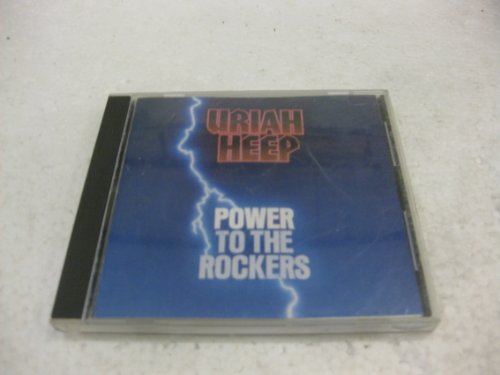 URIAH
HEEP
POWER
TO THE
ROCKERS